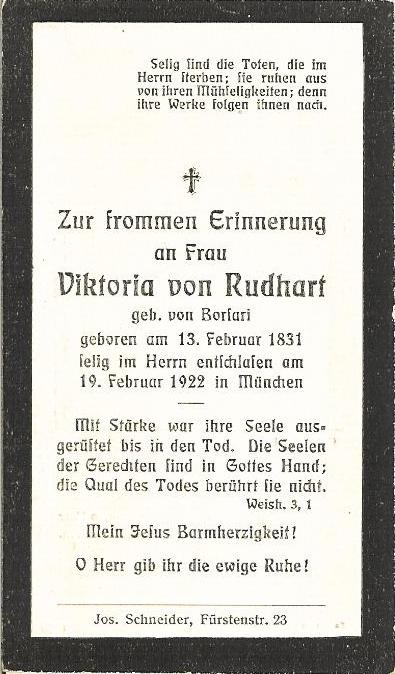 Selig sind die Toten, die im
Herrn sterben; sie ruhen aus
von ihren Mühseligkeiten; denn
ihre Werke folgen ihnen nach.
Zur frommen Erinnerung
an Frau
Viktoria von Rudhart
geb. von Borsari
geboren am 13. Februar 1831
selig im Herrn entschlafen am
19. Februar 1922 in München
Mit Stärke war ihre Seele aus-
gerüstet bis in den Tod. Die Seelen
der Gerechten sind in Gottes Hand;
die Qual des Todes berührt sie nicht.
Weish. 3, 1
Mein Jesus Barmherzigkeit!
O Herr gib ihr die ewige Ruhe!
Jos. Schneider, Fürstenstr. 23